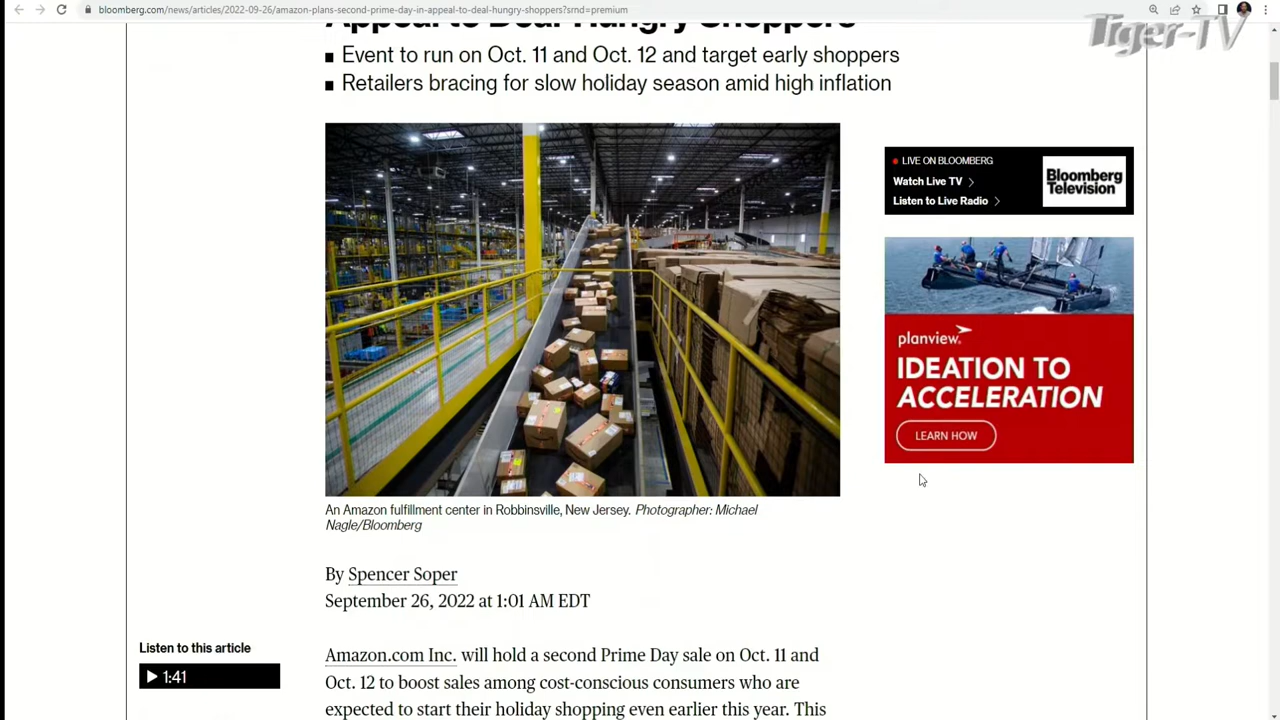 bloomberg.com/news/articles/2022-09-26/amazon-plans-second-prime-day-in-appeal-to-deal-hungry-shoppers?srnd=premium
Tiger-TV
Appeal to Deal-Hungry Shoppers
■ Event to run on Oct. 11 and Oct. 12 and target early shoppers
■ Retailers bracing for slow holiday season amid high inflation
LIVE ON BLOOMBERG
Watch Live TV
Listen to Live Radio
Bloomberg
Television
planview
IDEATION TO
ACCELERATION
LEARN HOW
An Amazon fulfillment center in Robbinsville, New Jersey. Photographer: Michael
Nagle/Bloomberg
By Spencer Soper
September 26, 2022 at 1:01 AM EDT
Listen to this article
1:41
Amazon.com Inc. will hold a second Prime Day sale on Oct. 11 and
Oct. 12 to boost sales among cost-conscious consumers who are
expected to start their holiday shopping even earlier this year. This